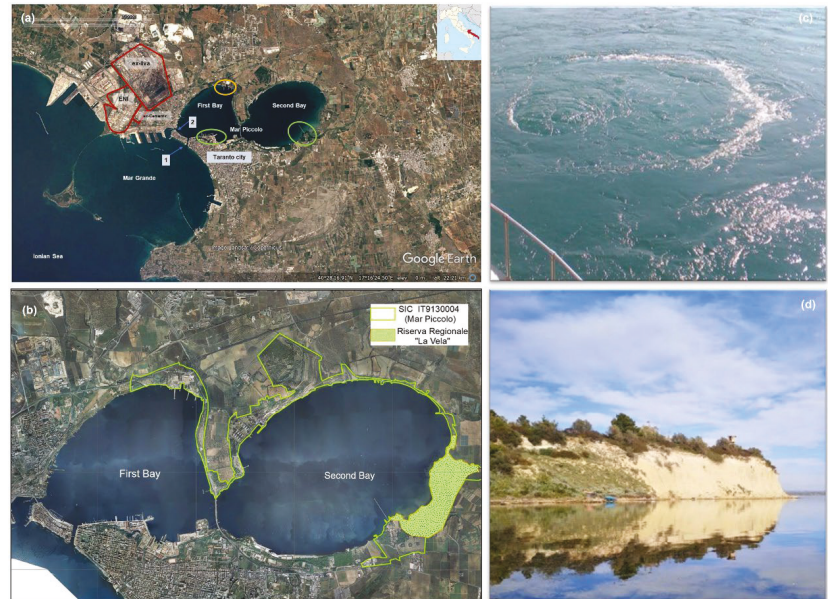 (a)
ex-Ilva
ENI
First Bay
Second Bay
2
Mar Piccolo
1
Taranto city
Mar Grande
Ionian Sea
Google Earth
(c)
(b)
SIC IT9130004
(Mar Piccolo)
Riserva Regionale
"La Vela"
First Bay
Second Bay
(d)